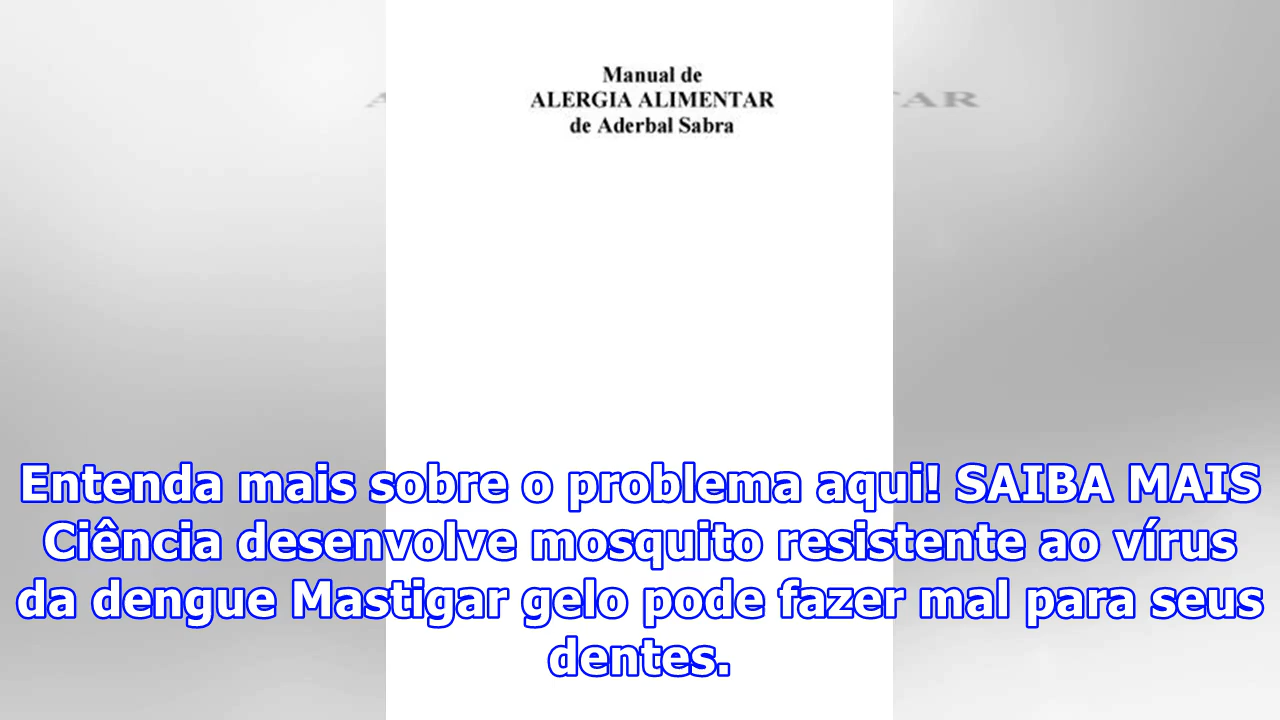 Manual de
ALERGIA ALIMENTAR
de Aderbal Sabra
Entenda mais sobre o problema aqui! SAIBA MAIS
Ciência desenvolve mosquito resistente ao vírus
da dengue Mastigar gelo pode fazer mal para seus
dentes.